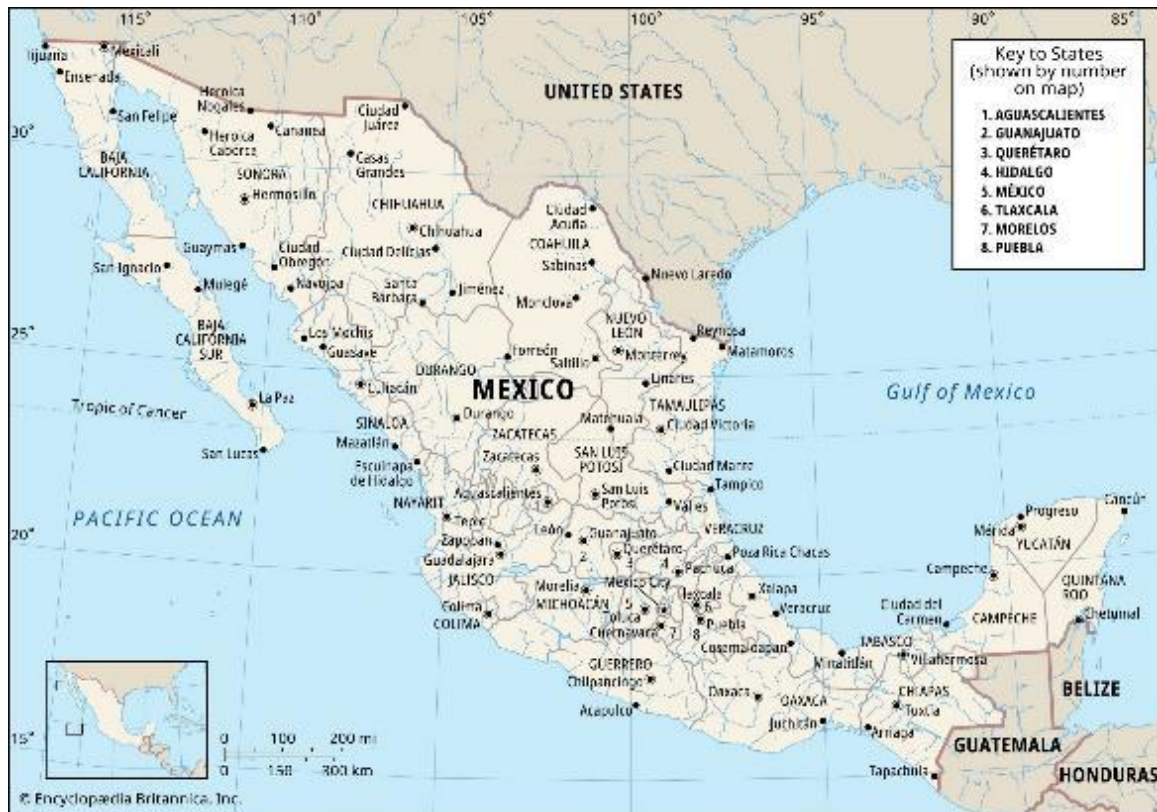 115°
110°
105°
100°
95°
90°
85°
Key to States
(shown by number
on map)
1. AGUASCALIENTES
2. GUANAJUATO
3. QUERÉTARO
4. HIDALGO
5. MÉXICO
6. TLAXCALA
7. MORELOS
8. PUEBLA
Tijuana
Mexicali
Ensenada
San Felipe
Heroica
Nogales
Cananea
Heroica
Caborca
Ciudad
Juárez
Casas
Grandes
UNITED STATES
30°
BAJA
CALIFORNIA
SONORA
Hermosillo
CHIHUAHUA
Chihuahua
Ciudad
Acuña
COAHUILA
Sabinas
Guaymas
Ciudad
Obregón
Ciudad Delicias
San Ignacio
Mulegé
Navojoa
Santa
Bárbara
Jiménez
Monclova
Nuevo Laredo
25°
BAJA
CALIFORNIA
SUR
Los Mochis
Guasave
NUEVO
LEÓN
Reynosa
Matamoros
Torreón
Saltillo
Monterrey
Culiacán
DURANGO
MEXICO
Linares
Gulf of Mexico
La Paz
Tropic of Cancer
Durango
TAMAULIPAS
Matehuala
Ciudad Victoria
SINALOA
Mazatlán
ZACATECAS
San Lucas
Escuinapa
de Hidalgo
Zacatecas
SAN LUIS
POTOSÍ
Ciudad Mante
Tampico
NAYARIT
Aguascalientes
1
San Luis
Potosí
Valles
PACIFIC OCEAN
Tepic
VERACRUZ
Progreso
Cancún
Mérida
YUCATÁN
20°
Zapopan
Guadalajara
León
Guanajuato
2
Querétaro
3
4
Pachuca
Poza Rica
JALISCO
Morelia
MICHOACÁN
Mexico City
Tlaxcala
Xalapa
Campeche
QUINTANA
ROO
Colima
COLIMA
5
Toluca
6
Puebla
Veracruz
Ciudad del
Carmen
CAMPECHE
Chetumal
Cuernavaca
7
8
Cosamaloapan
TABASCO
Minatitlán
Villahermosa
GUERRERO
Chilpancingo
Oaxaca
OAXACA
CHIAPAS
Tuxtla
BELIZE
Acapulco
Juchitán
Arriaga
GUATEMALA
15°
Tapachula
HONDURAS
0 100 200 mi
0 150 300 km
© Encyclopædia Britannica, Inc.